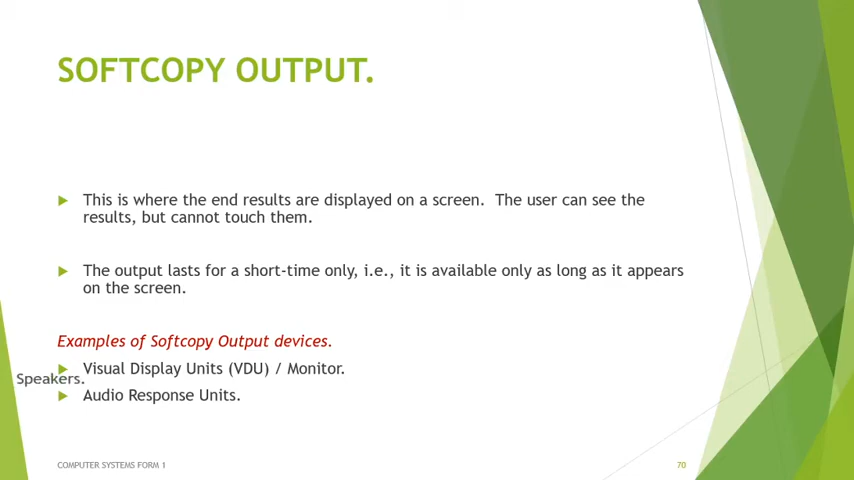 SOFTCOPY OUTPUT.
This is where the end results are displayed on a screen.  The user can see the
results, but cannot touch them.
The output lasts for a short-time only, i.e., it is available only as long as it appears
on the screen.
Examples of Softcopy Output devices.
Visual Display Units (VDU) / Monitor.
Speakers.
Audio Response Units.
COMPUTER SYSTEMS FORM 1
70